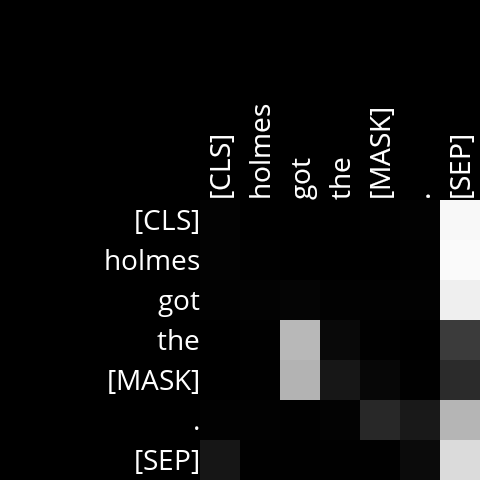 [CLS] holmes got the [MASK] . [SEP]
[CLS]
holmes
got
the
[MASK]
.
[SEP]